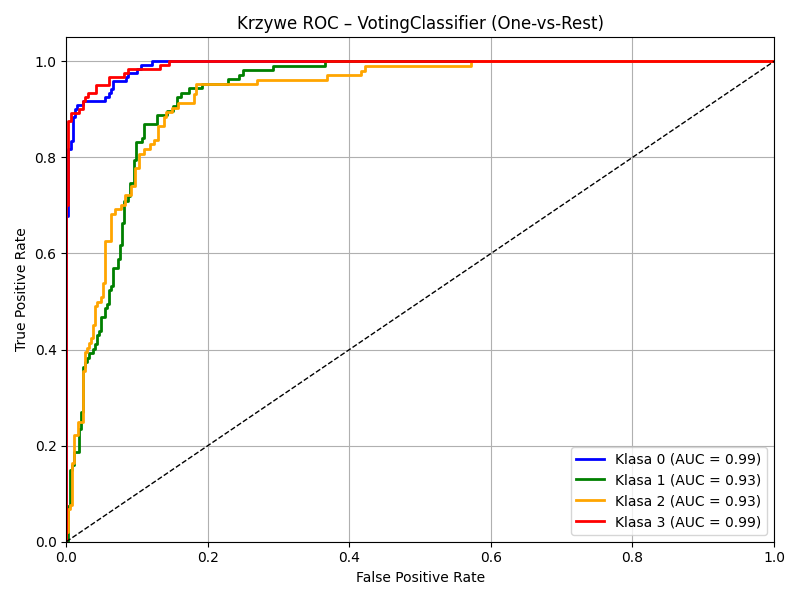 Krzywe ROC – VotingClassifier (One-vs-Rest)
1.0
0.8
0.6
0.4
0.2
0.0
True Positive Rate
Klasa 0 (AUC = 0.99)
Klasa 1 (AUC = 0.93)
Klasa 2 (AUC = 0.93)
Klasa 3 (AUC = 0.99)
0.0 0.2 0.4 0.6 0.8 1.0
False Positive Rate